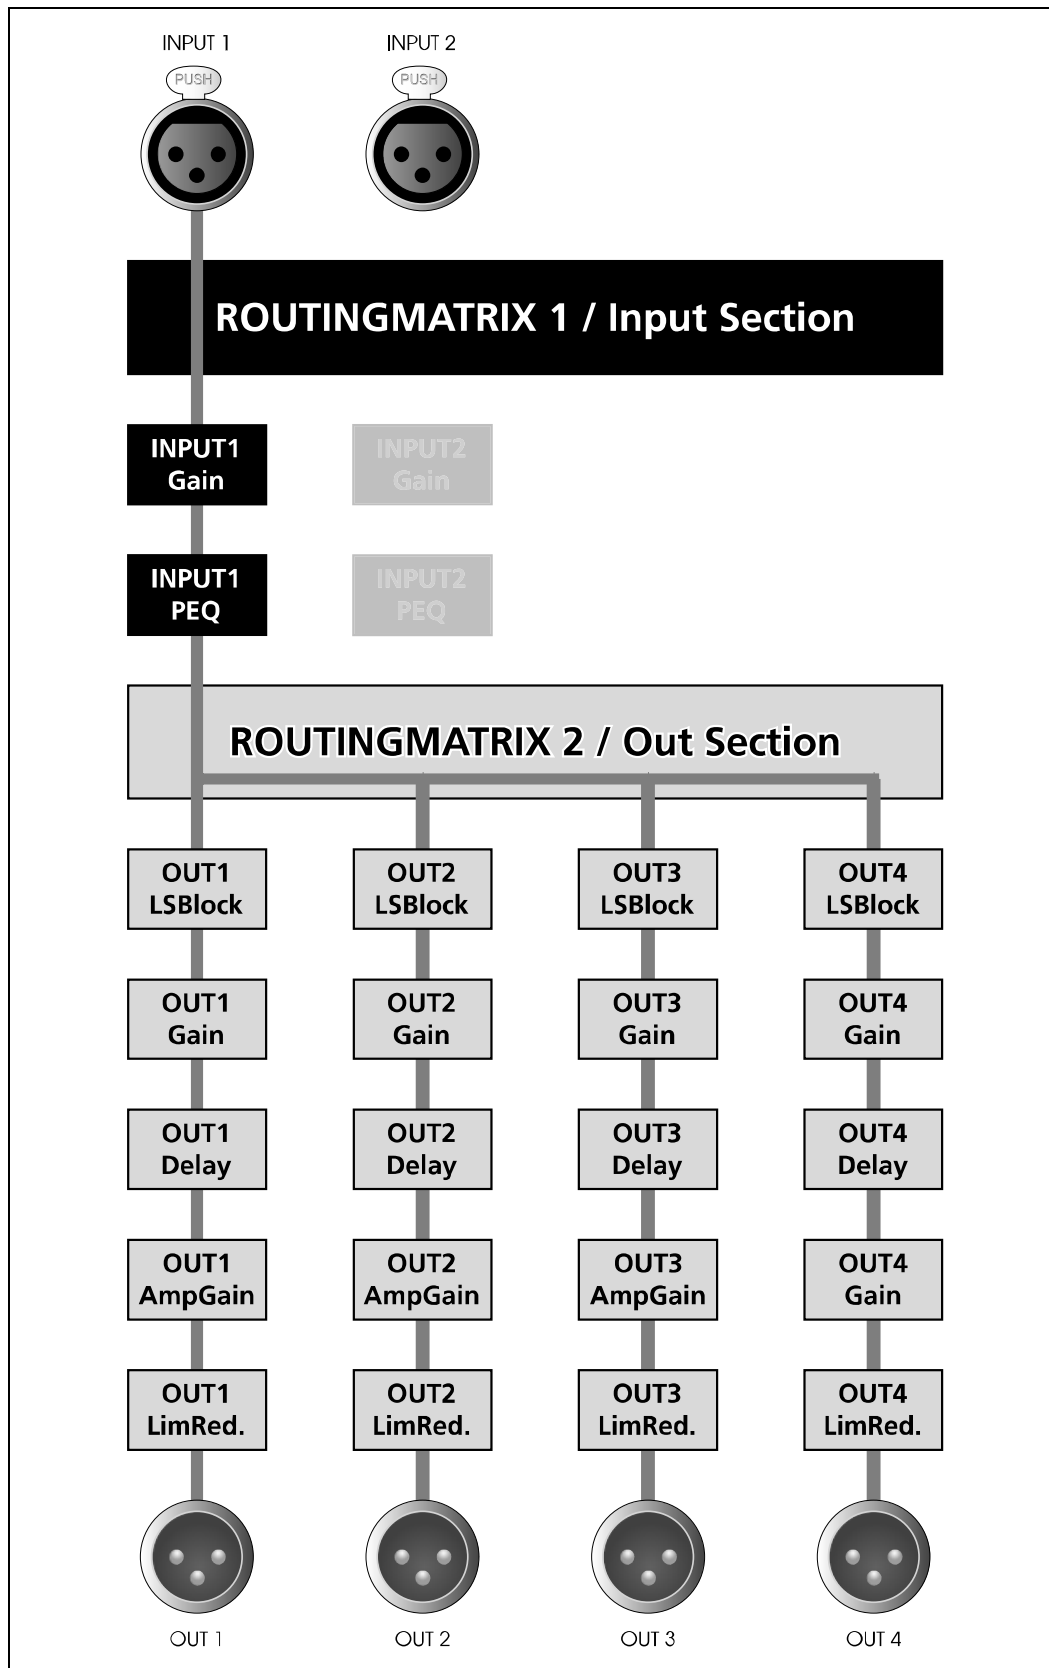 INPUT 1
INPUT 2
PUSH
PUSH
ROUTINGMATRIX 1 / Input Section
INPUT1
Gain
INPUT2
Gain
INPUT1
PEQ
INPUT2
PEQ
ROUTINGMATRIX 2 / Out Section
OUT1
LSBlock
OUT2
LSBlock
OUT3
LSBlock
OUT4
LSBlock
OUT1
Gain
OUT2
Gain
OUT3
Gain
OUT4
Gain
OUT1
Delay
OUT2
Delay
OUT3
Delay
OUT4
Delay
OUT1
AmpGain
OUT2
AmpGain
OUT3
AmpGain
OUT4
Gain
OUT1
LimRed.
OUT2
LimRed.
OUT3
LimRed.
OUT4
LimRed.
OUT 1
OUT 2
OUT 3
OUT 4